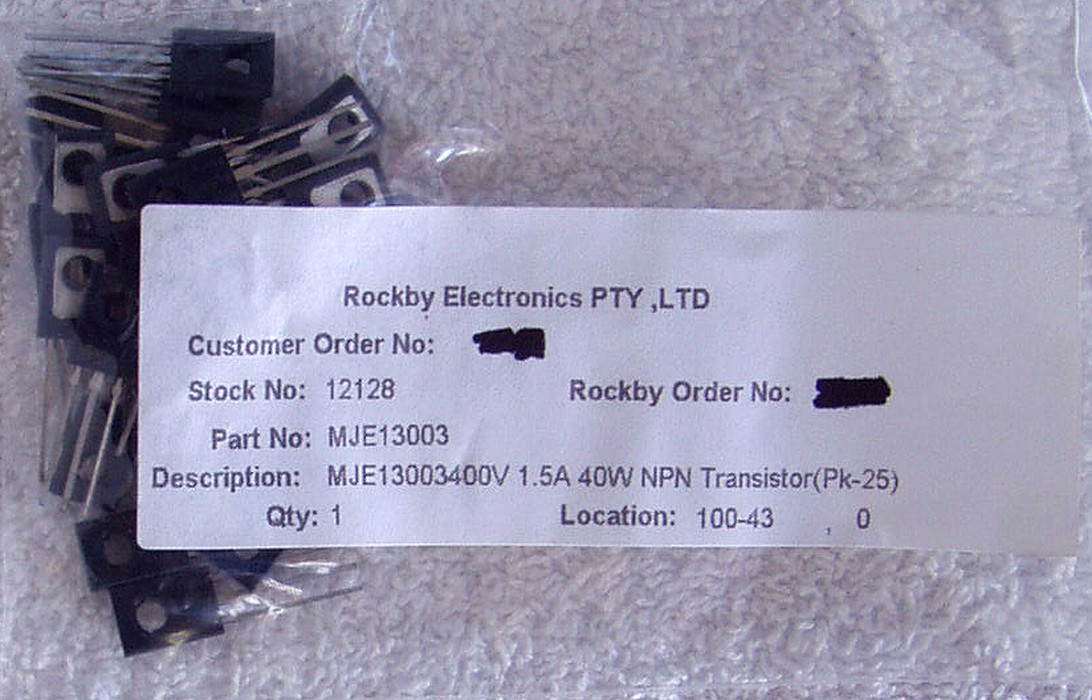 Rockby Electronics PTY ,LTD
Customer Order No:
Stock No: 12128 Rockby Order No:
Part No: MJE13003
Description: MJE13003400V 1.5A 40W NPN Transistor(Pk-25)
Qty: 1 Location: 100-43 , 0